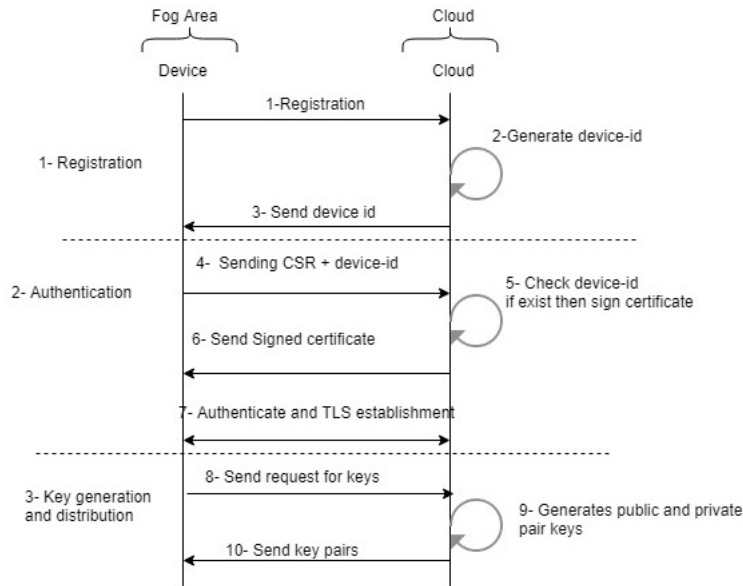 Fog Area
Cloud
Device
Cloud
1-Registration
2-Generate device-id
1- Registration
3- Send device id
4- Sending CSR + device-id
2- Authentication
5- Check device-id
if exist then sign certificate
6- Send Signed certificate
7- Authenticate and TLS establishment
8- Send request for keys
3- Key generation
and distribution
9- Generates public and private
pair keys
10- Send key pairs